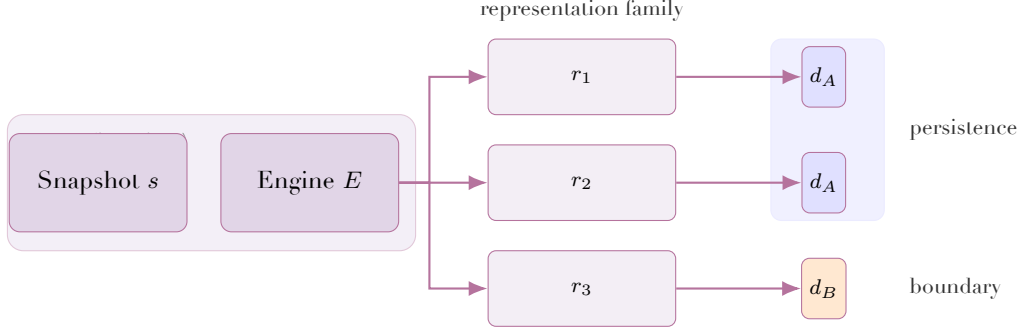 representation family
r₁
d_A
persistence
Snapshot s
Engine E
r₂
d_A
r₃
d_B
boundary